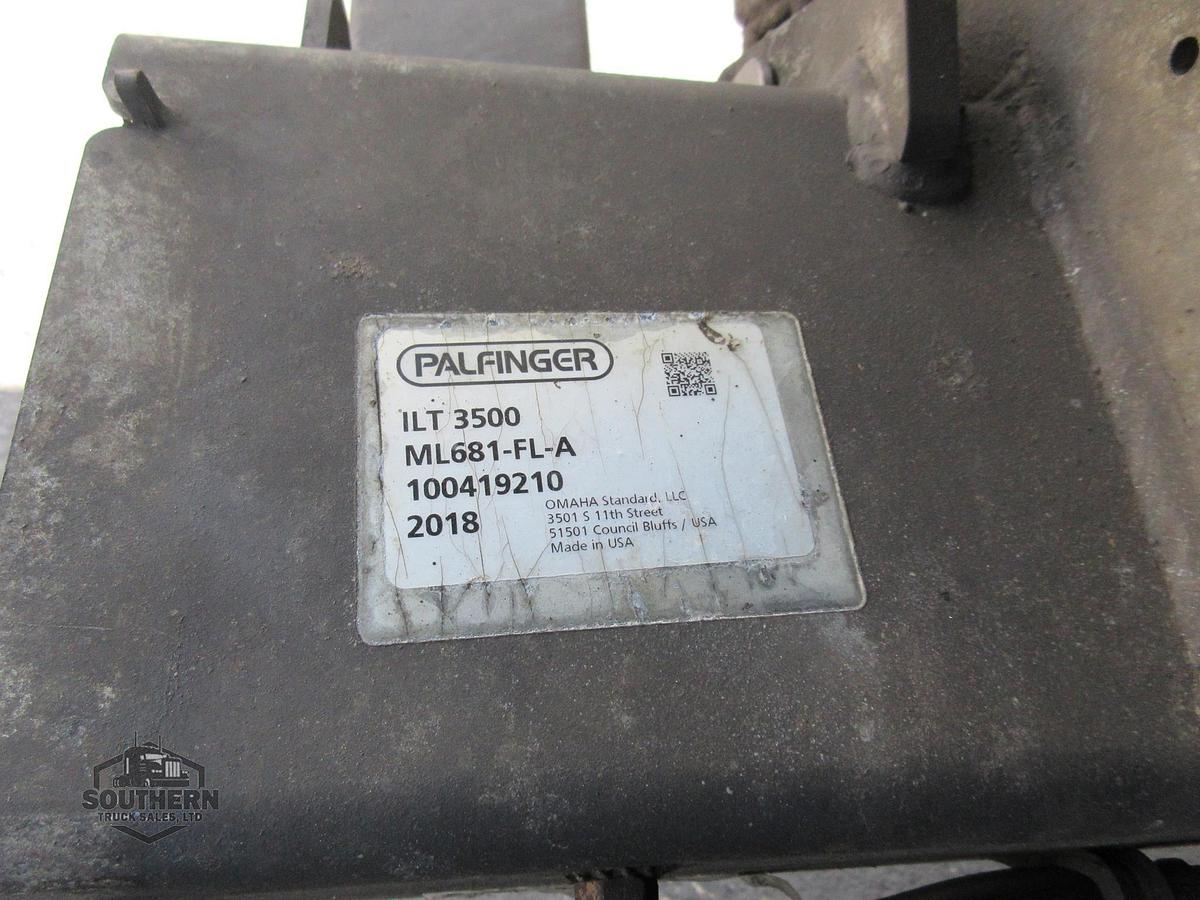 PALFINGER
ILT 3500
ML681-FL-A
100419210
2018
OMAHA Standard, LLC
3501 S 11th Street
51501 Council Bluffs / USA
Made in USA
SOUTHERN
TRUCK SALES, LTD